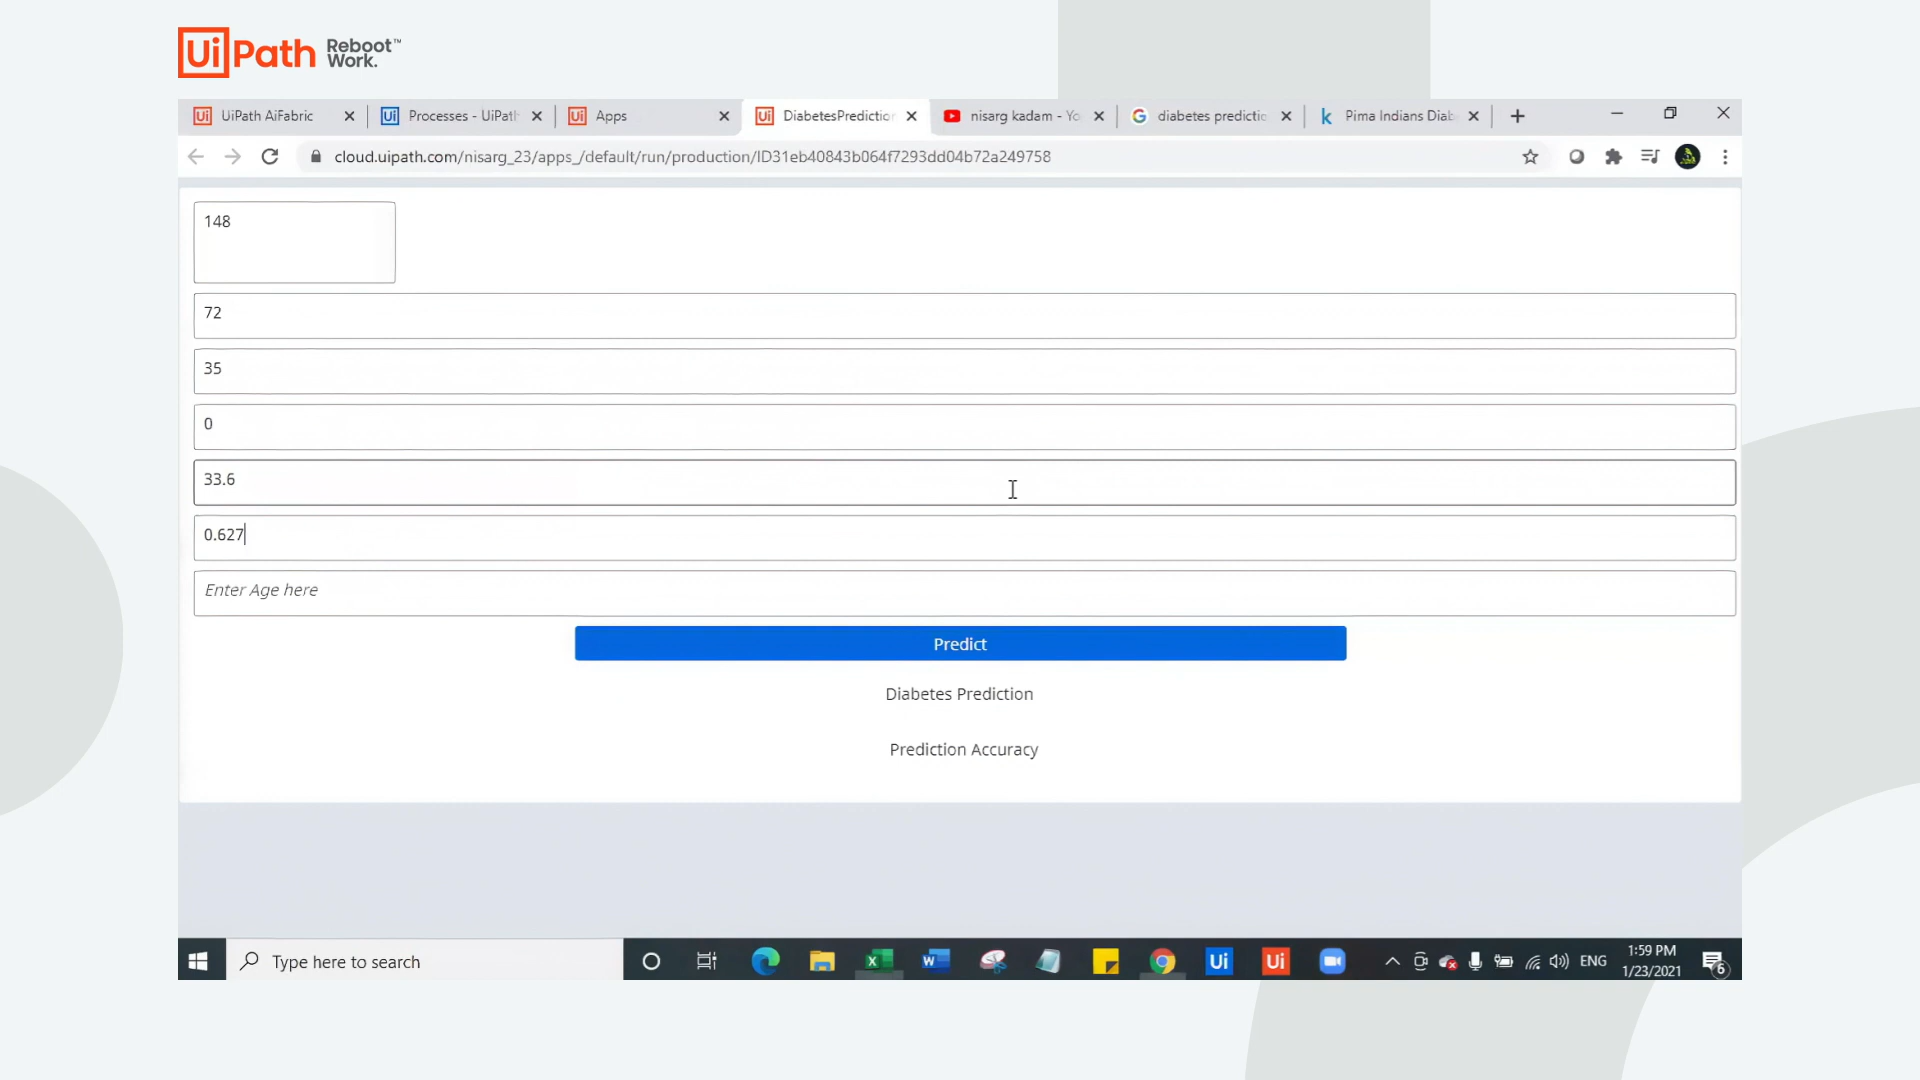 UiPath Reboot™
Work.
UiPath AiFabric
Processes - UiPath
Apps
DiabetesPrediction
nisarg kadam - Yo
diabetes predictio
Pima Indians Diab
cloud.uipath.com/nisarg_23/apps_/default/run/production/ID31eb40843b064f7293dd04b72a249758
148
72
35
0
33.6
0.627
Enter Age here
Predict
Diabetes Prediction
Prediction Accuracy
Type here to search
ENG
1:59 PM
1/23/2021
6